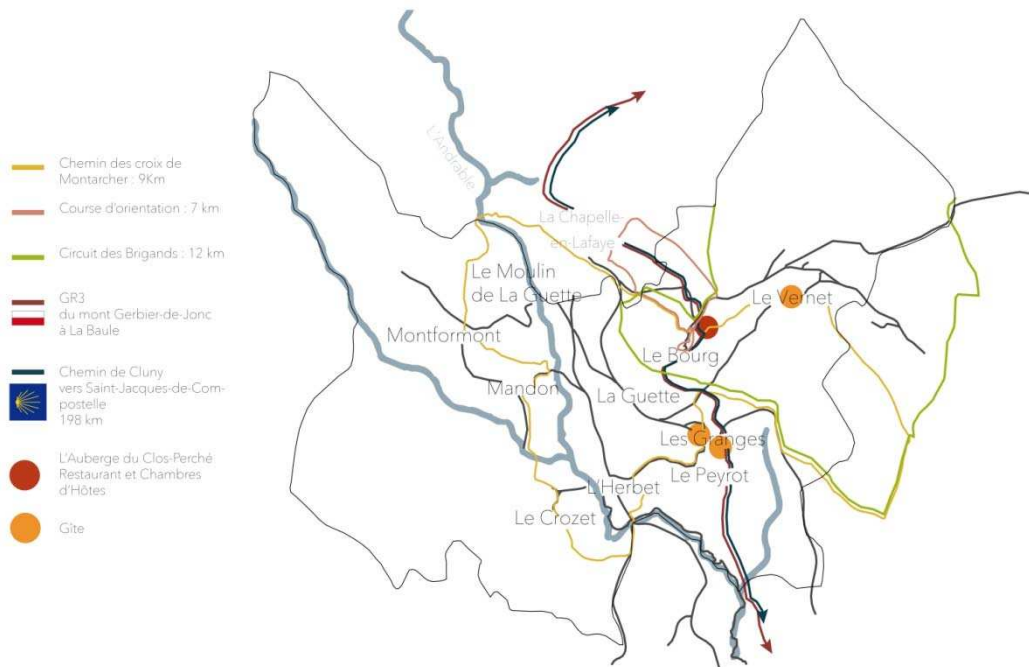 Chemin des croix de
Montarcher : 9Km
Course d'orientation : 7 km
Circuit des Brigands : 12 km
GR3
du mont Gerbier-de-Jonc
à La Baule
Chemin de Cluny
vers Saint-Jacques-de-Com-
postelle
198 km
L'Auberge du Clos-Perché
Restaurant et Chambres
d'Hôtes
Gîte
L'Andrable
La Chapelle-
en-Lafaye
Le Moulin
de La Guette
Le Vernet
Montformont
Le Bourg
Mandon
La Guette
Les Granges
Le Peyrot
L'Herbet
Le Crozet